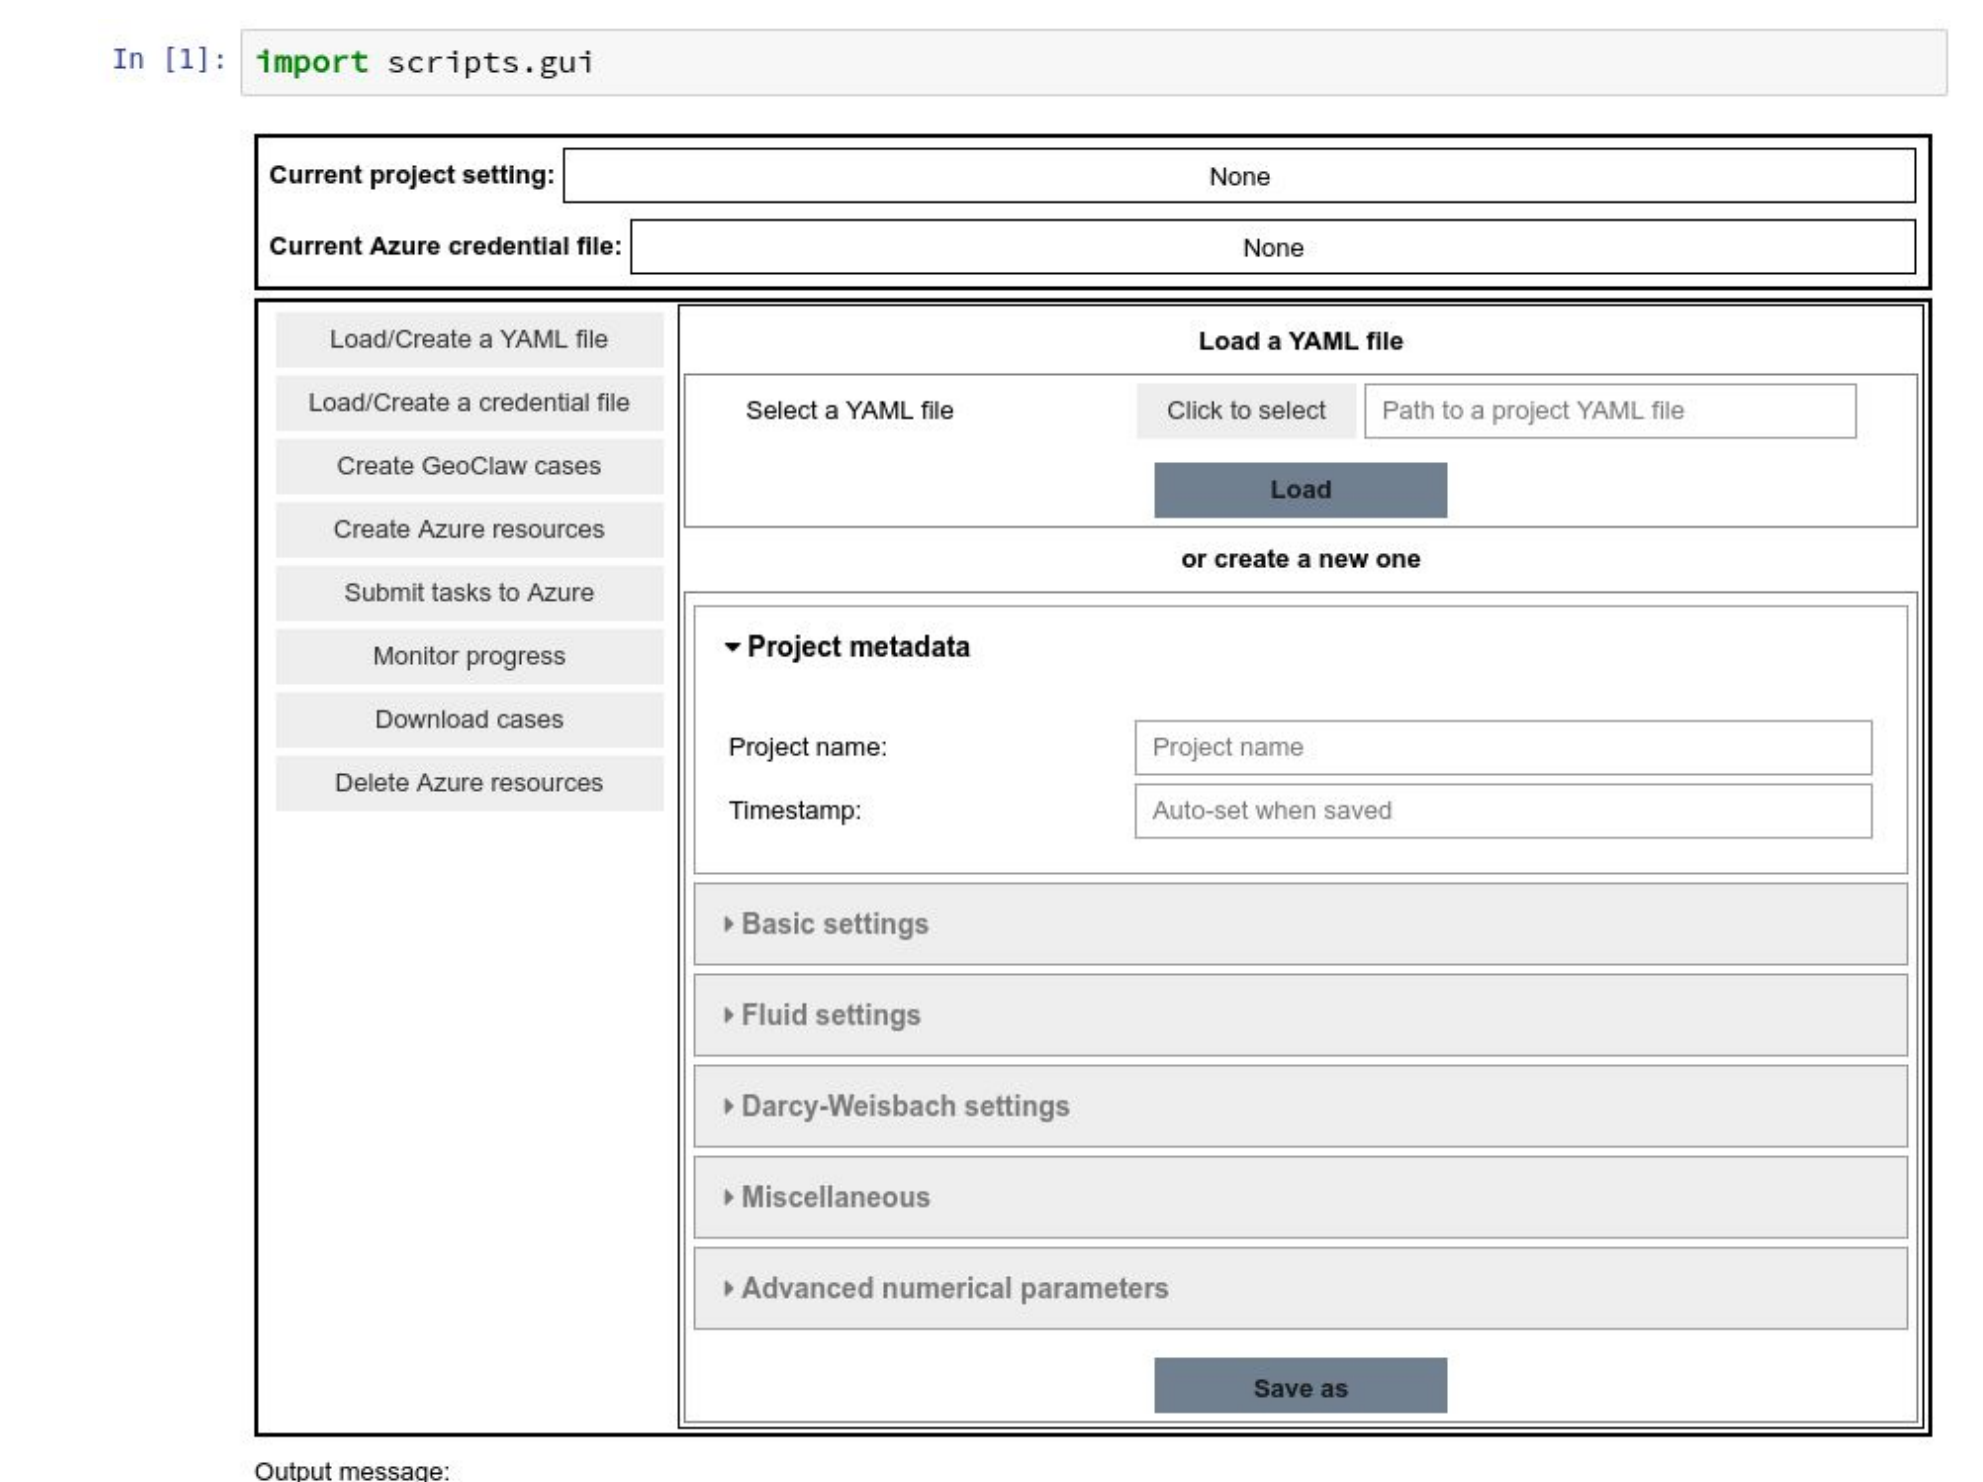 In [1]: import scripts.gui
Current project setting: None
Current Azure credential file: None
Load/Create a YAML file
Load/Create a credential file
Create GeoClaw cases
Create Azure resources
Submit tasks to Azure
Monitor progress
Download cases
Delete Azure resources
Load a YAML file
Select a YAML file Click to select Path to a project YAML file
Load
or create a new one
Project metadata
Project name: Project name
Timestamp: Auto-set when saved
Basic settings
Fluid settings
Darcy-Weisbach settings
Miscellaneous
Advanced numerical parameters
Save as
Output message: